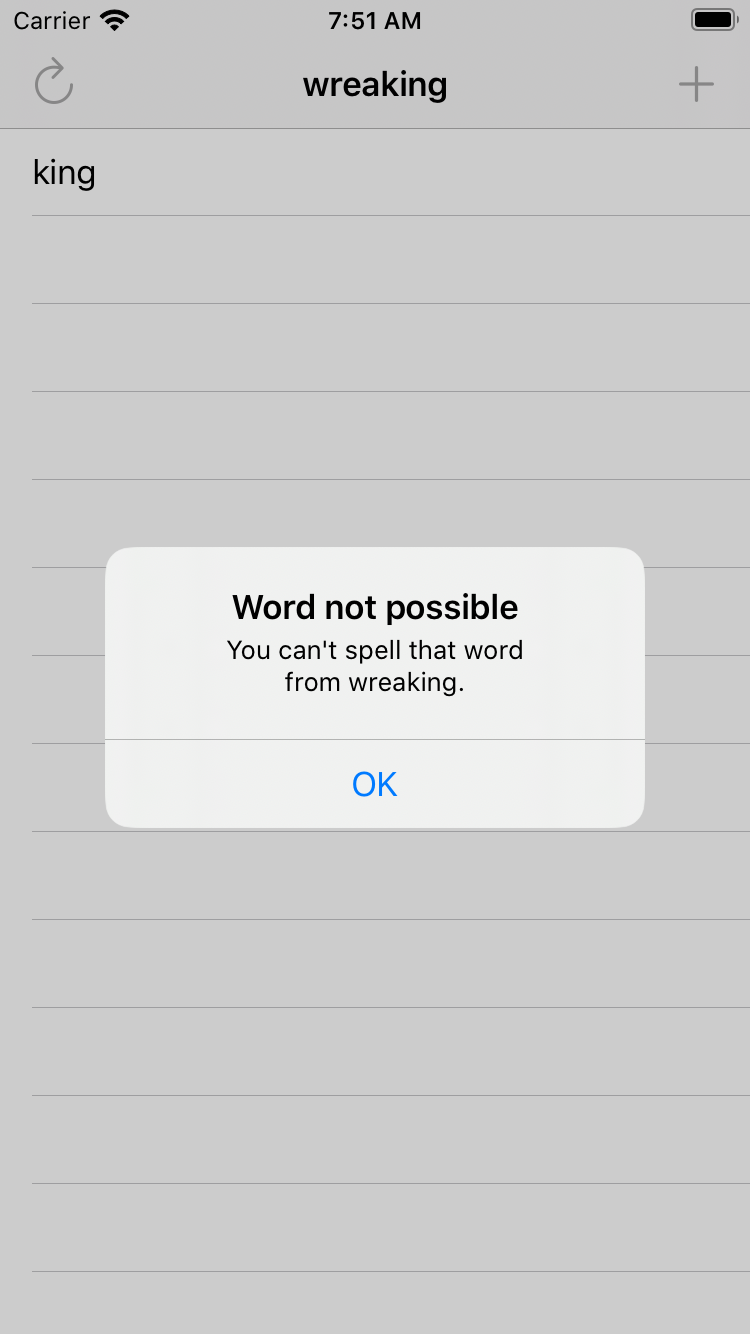 Carrier 7:51 AM
wreaking
king
Word not possible
You can't spell that word
from wreaking.
OK